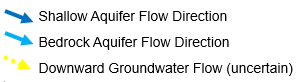 Shallow Aquifer Flow Direction
Bedrock Aquifer Flow Direction
Downward Groundwater Flow (uncertain)